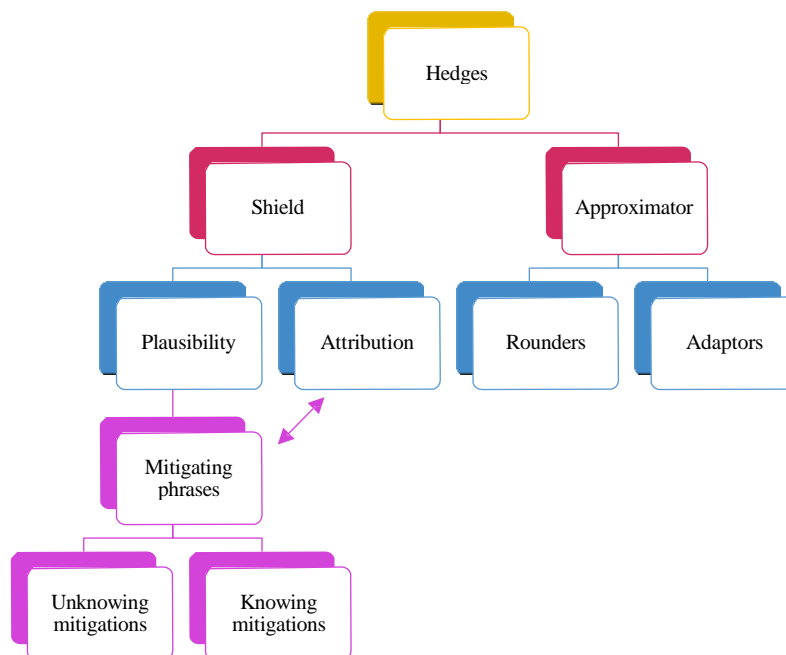 Hedges
Shield
Approximator
Plausibility
Attribution
Rounders
Adaptors
Mitigating
phrases
Unknowing
mitigations
Knowing
mitigations